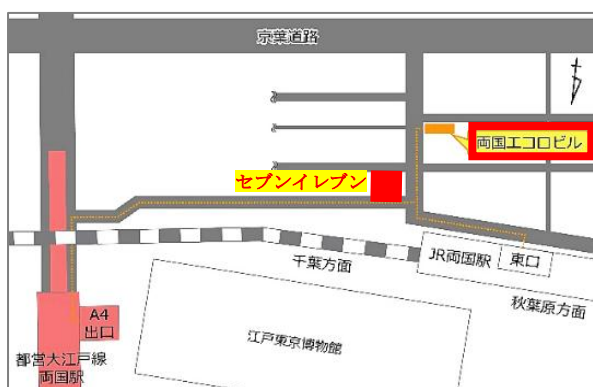 京葉道路
両国エコロビル
セブンイレブン
千葉方面
JR両国駅
東口
秋葉原方面
A4
出口
江戸東京博物館
都営大江戸線
両国駅